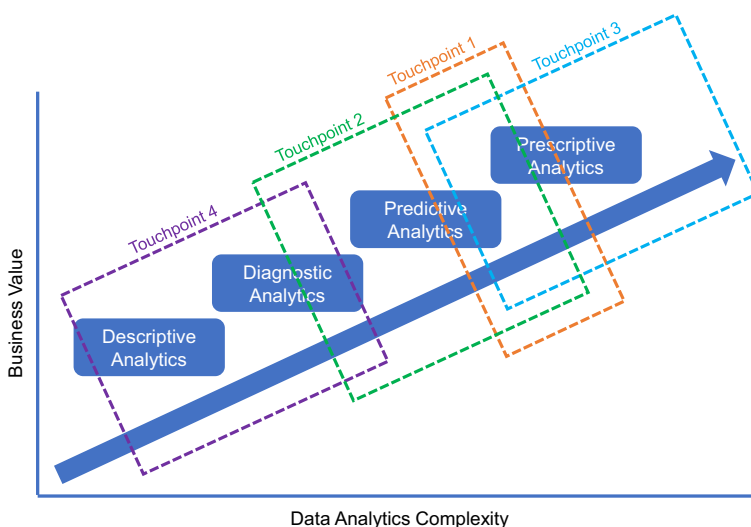 Touchpoint 1
Touchpoint 3
Touchpoint 2
Prescriptive
Analytics
Touchpoint 4
Predictive
Analytics
Diagnostic
Analytics
Descriptive
Analytics
Business Value
Data Analytics Complexity